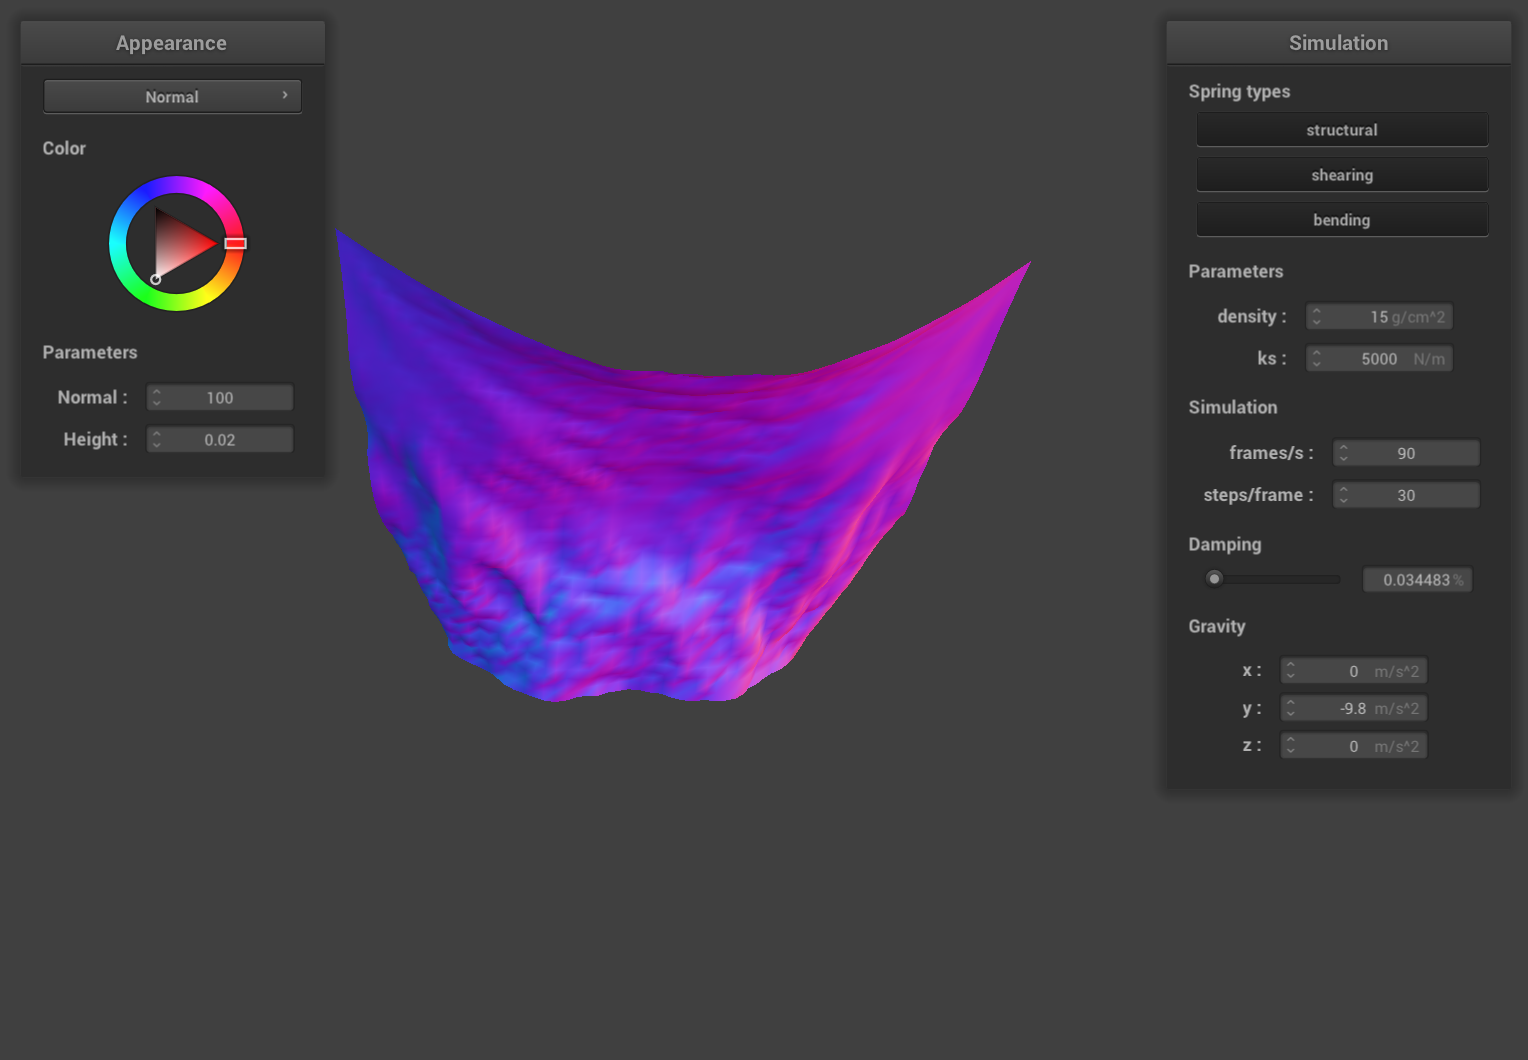 Appearance
Normal
Color
Parameters
Normal : 100
Height : 0.02
Simulation
Spring types
structural
shearing
bending
Parameters
density : 15 g/cm^2
ks : 5000 N/m
Simulation
frames/s : 90
steps/frame : 30
Damping
0.034483 %
Gravity
x : 0 m/s^2
y : -9.8 m/s^2
z : 0 m/s^2